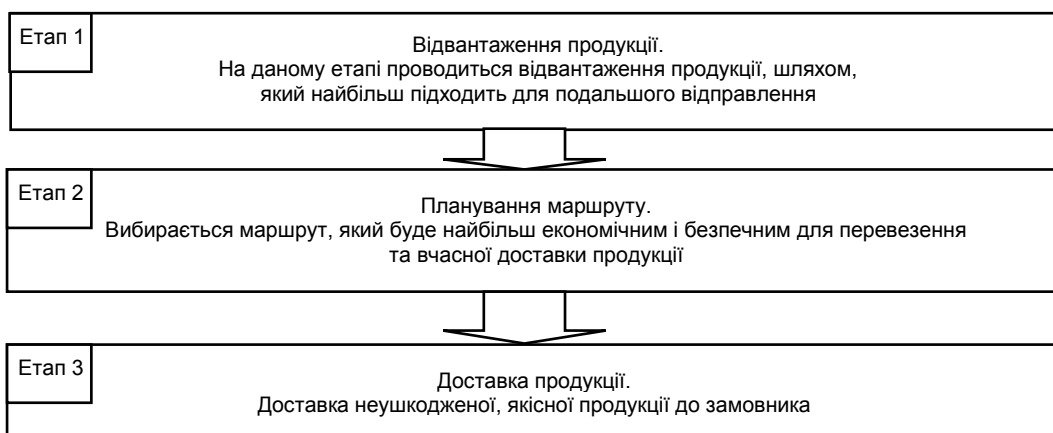 Етап 1
Відвантаження продукції.
На даному етапі проводиться відвантаження продукції, шляхом,
який найбільш підходить для подальшого відправлення
Етап 2
Планування маршруту.
Вибирається маршрут, який буде найбільш економічним і безпечним для перевезення
та вчасної доставки продукції
Етап 3
Доставка продукції.
Доставка неушкодженої, якісної продукції до замовника